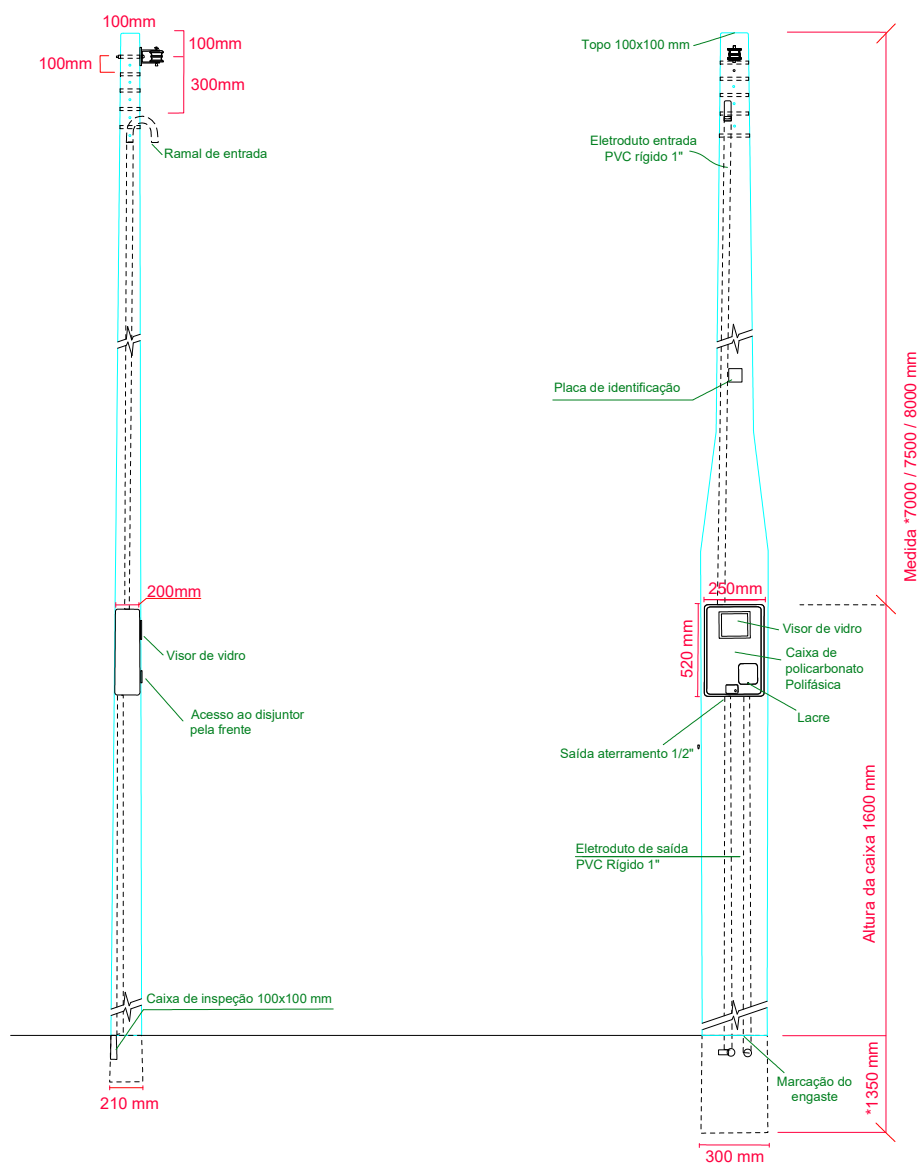 100mm
100mm
100mm
300mm
Ramal de entrada
200mm
Visor de vidro
Acesso ao disjuntor
pela frente
Caixa de inspeção 100x100 mm
210 mm
Topo 100x100 mm
Eletroduto entrada
PVC rígido 1"
Placa de identificação
250mm
520 mm
Visor de vidro
Caixa de
policarbonato
Polifásica
Lacre
Saída aterramento 1/2"
Eletroduto de saída
PVC Rígido 1"
Marcação do
engaste
300 mm
Medida *7000 / 7500 / 8000 mm
Altura da caixa 1600 mm
*1350 mm